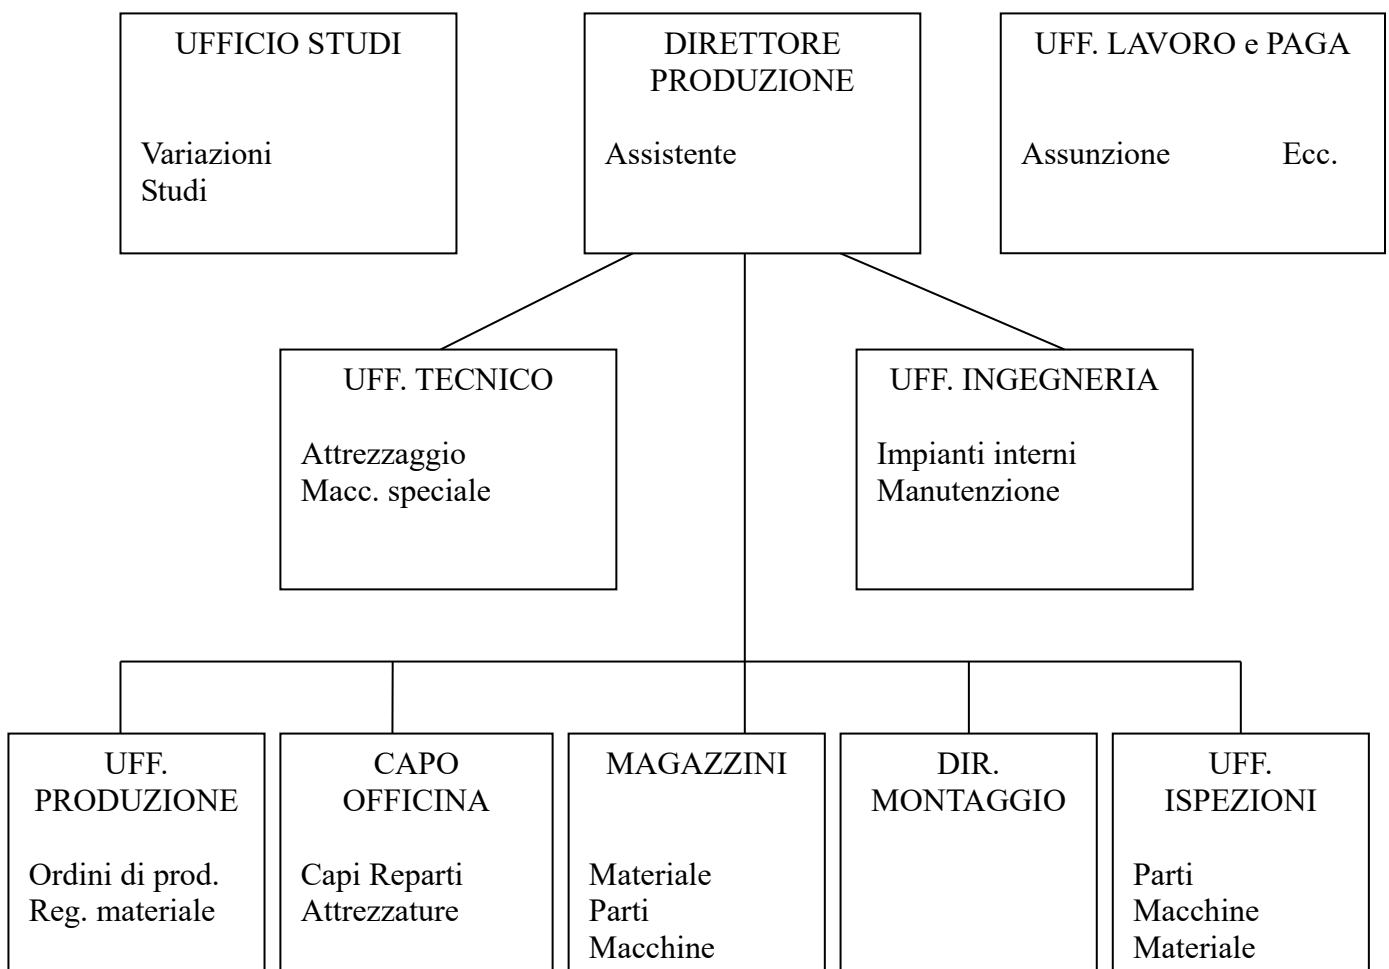 UFFICIO STUDI
Variazioni
Studi
DIRETTORE
PRODUZIONE
Assistente
UFF. LAVORO e PAGA
Assunzione Ecc.
UFF. TECNICO
Attrezzaggio
Macc. speciale
UFF. INGEGNERIA
Impianti interni
Manutenzione
UFF.
PRODUZIONE
Ordini di prod.
Reg. materiale
CAPO
OFFICINA
Capi Reparti
Attrezzature
MAGAZZINI
Materiale
Parti
Macchine
DIR.
MONTAGGIO
UFF.
ISPEZIONI
Parti
Macchine
Materiale